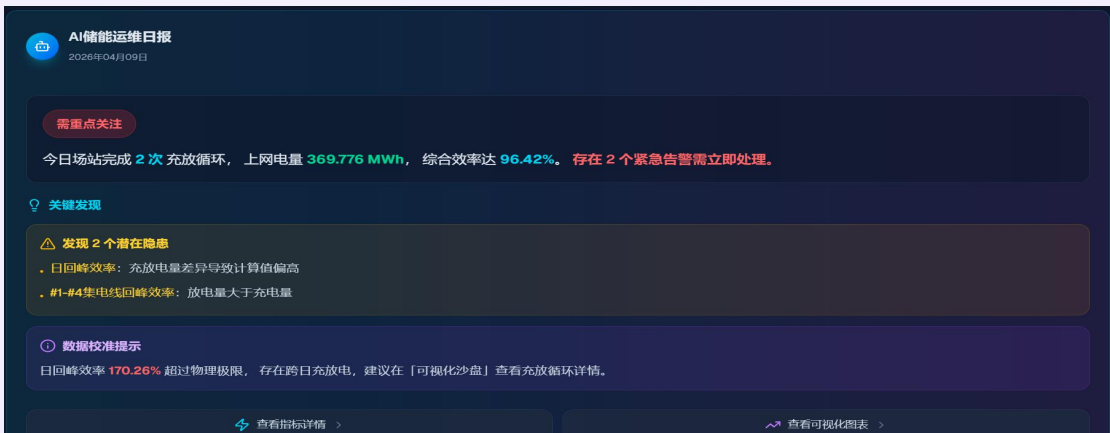 AI储能运维日报
2026年04月09日
需重点关注
今日场站完成 2 次 充放循环， 上网电量 369.776 MWh， 综合效率达 96.42%。 存在 2 个紧急告警需立即处理。
关键发现
发现 2 个潜在隐患
• 日回峰效率：充放电量差异导致计算值偏高
• #1-#4集电线回峰效率：放电量大于充电量
数据校准提示
日回峰效率 170.26% 超过物理极限， 存在跨日充放电，建议在「可视化沙盘」查看充放循环详情。
查看指标详情 >
查看可视化图表 >